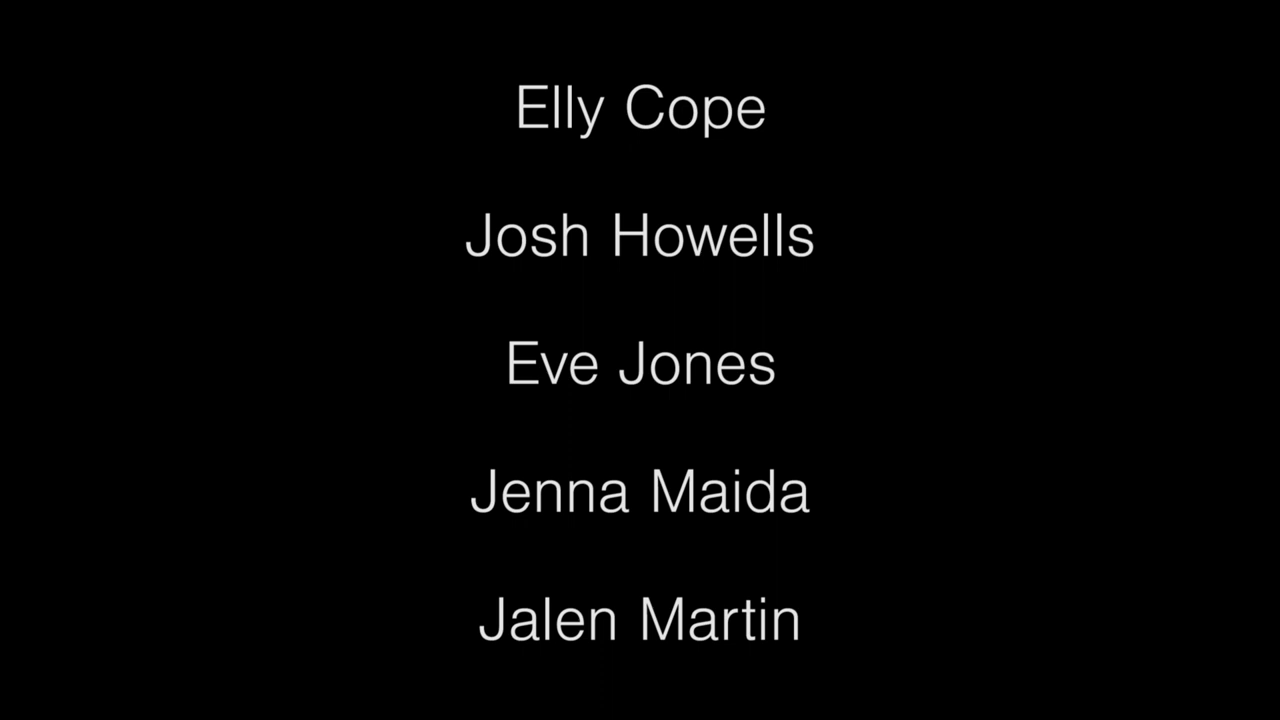 Elly Cope
Josh Howells
Eve Jones
Jenna Maida
Jalen Martin